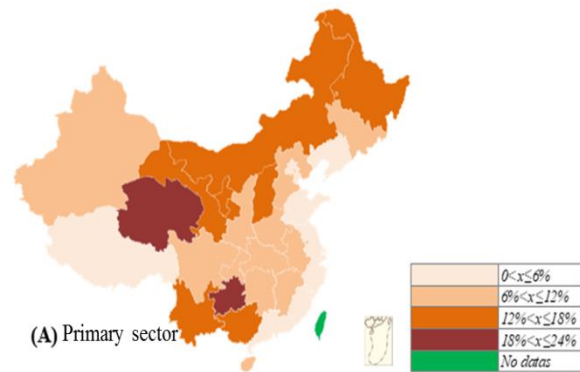 0<x≤6%
6%<x≤12%
12%<x≤18%
18%<x≤24%
No datas
(A) Primary sector